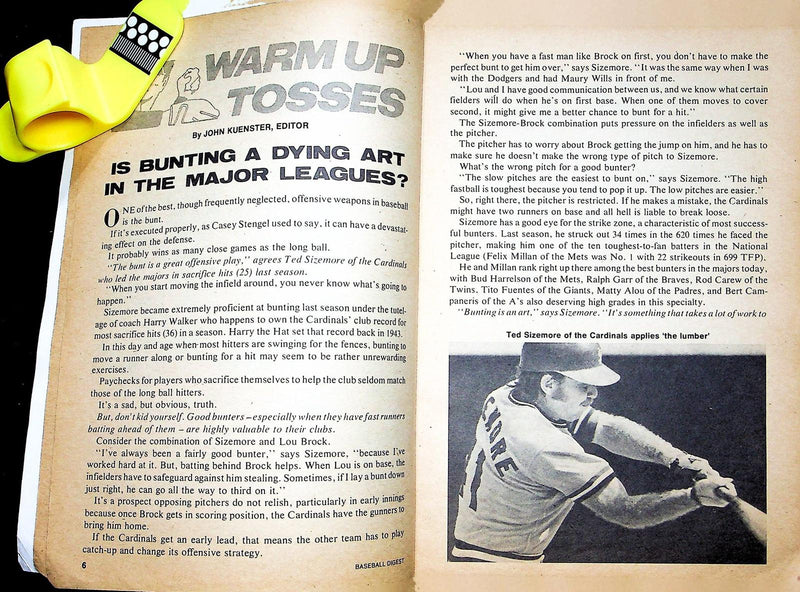 WARM UP
TOSSES
By JOHN KUENSTER, EDITOR
IS BUNTING A DYING ART
IN THE MAJOR LEAGUES?
ONE of the best, though frequently neglected, offensive weapons in baseball
is the bunt.
If it's executed properly, as Casey Stengel used to say, it can have a devastat-
ing effect on the defense.
It probably wins as many close games as the long ball.
"The bunt is a great offensive play," agrees Ted Sizemore of the Cardinals
who led the majors in sacrifice hits (25) last season.
"When you start moving the infield around, you never know what's going to
happen."
Sizemore became extremely proficient at bunting last season under the tutel-
age of coach Harry Walker who happens to own the Cardinals' club record for
most sacrifice hits (36) in a season. Harry the Hat set that record back in 1943.
In this day and age when most hitters are swinging for the fences, bunting to
move a runner along or bunting for a hit may seem to be rather unrewarding
exercises.
Paychecks for players who sacrifice themselves to help the club seldom match
those of the long ball hitters.
It's a sad, but obvious, truth.
But, don't kid yourself. Good bunters – especially when they have fast runners
batting ahead of them – are highly valuable to their clubs.
Consider the combination of Sizemore and Lou Brock.
"I've always been a fairly good bunter," says Sizemore, "because I've
worked hard at it. But, batting behind Brock helps. When Lou is on base, the
infielders have to safeguard against him stealing. Sometimes, if I lay a bunt down
just right, he can go all the way to third on it."
It's a prospect opposing pitchers do not relish, particularly in early innings
because once Brock gets in scoring position, the Cardinals have the gunners to
bring him home.
If the Cardinals get an early lead, that means the other team has to play
catch-up and change its offensive strategy.
6
BASEBALL DIGEST
"When you have a fast man like Brock on first, you don't have to make the
perfect bunt to get him over," says Sizemore. "It was the same way when I was
with the Dodgers and had Maury Wills in front of me.
"Lou and I have good communication between us, and we know what certain
fielders will do when he's on first base. When one of them moves to cover
second, it might give me a better chance to bunt for a hit."
The Sizemore-Brock combination puts pressure on the infielders as well as
the pitcher.
The pitcher has to worry about Brock getting the jump on him, and he has to
make sure he doesn't make the wrong type of pitch to Sizemore.
What's the wrong pitch for a good bunter?
"The slow pitches are the easiest to bunt on," says Sizemore. "The high
fastball is toughest because you tend to pop it up. The low pitches are easier."
So, right there, the pitcher is restricted. If he makes a mistake, the Cardinals
might have two runners on base and all hell is liable to break loose.
Sizemore has a good eye for the strike zone, a characteristic of most success-
ful bunters. Last season, he struck out 34 times in the 620 times he faced the
pitcher, making him one of the ten toughest-to-fan batters in the National
League (Felix Millan of the Mets was No. 1 with 22 strikeouts in 699 TFP).
He and Millan rank right up there among the best bunters in the majors today,
with Bud Harrelson of the Mets, Ralph Garr of the Braves, Rod Carew of the
Twins. Tito Fuentes of the Giants, Matty Alou of the Padres, and Bert Cam-
paneris of the A's also deserving high grades in this specialty.
"Bunting is an art," says Sizemore. "It's something that takes a lot of work to
Ted Sizemore of the Cardinals applies 'the lumber'